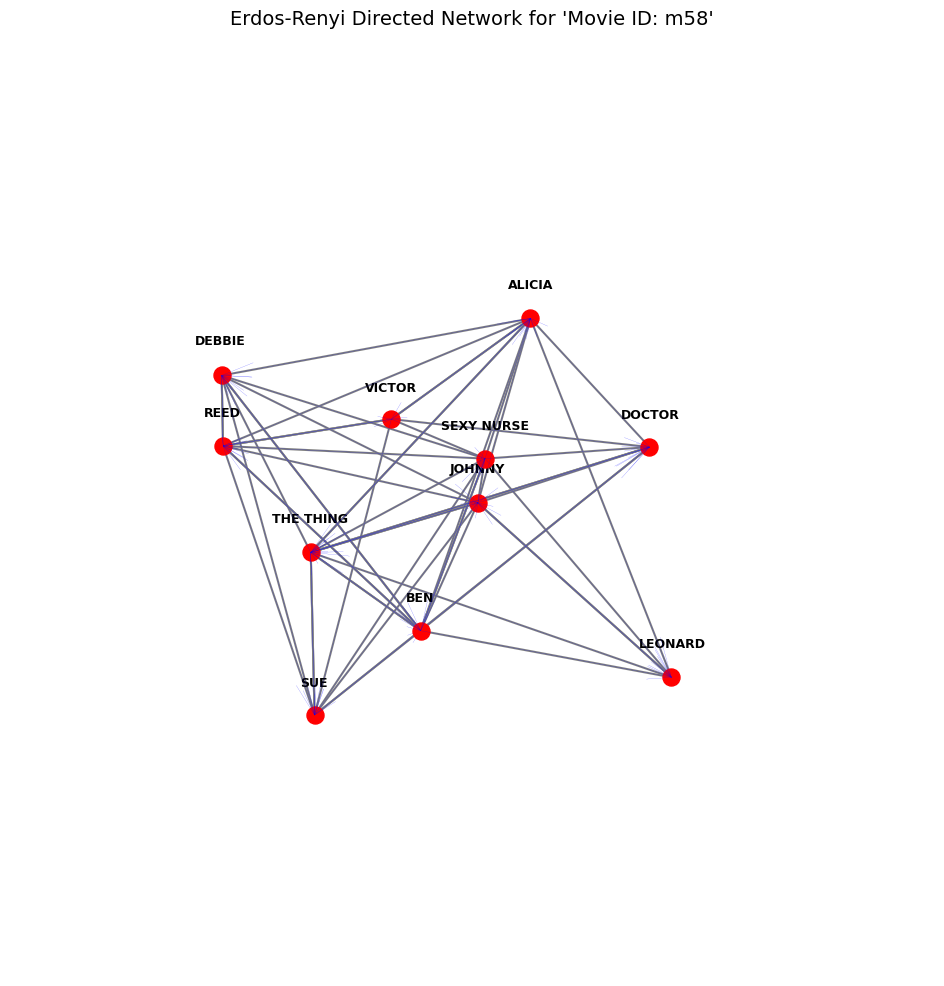 Erdos-Renyi Directed Network for 'Movie ID: m58'
ALICIA
DEBBIE
VICTOR
REED
DOCTOR
SEXY NURSE
JOHNNY
THE THING
BEN
LEONARD
SUE